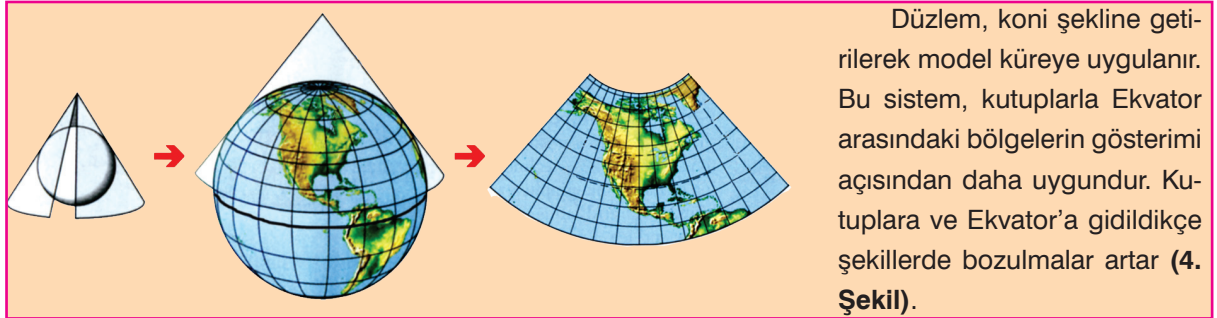 Düzlem, koni şekline geti-
rilerek model küreye uygulanır.
Bu sistem, kutuplarla Ekvator
arasındaki bölgelerin gösterimi
açısından daha uygundur. Ku-
tuplara ve Ekvator’a gidildikçe
şekillerde bozulmalar artar (4.
Şekil).